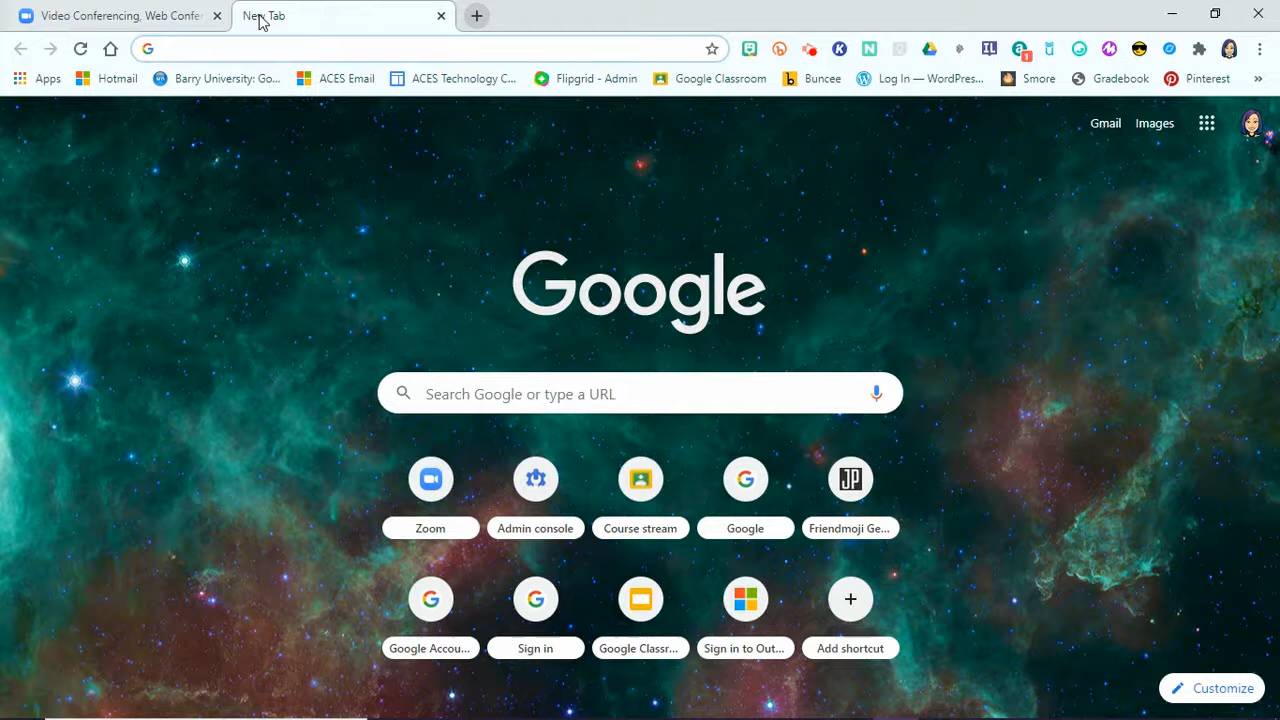 Video Conferencing, Web Confer
New Tab
Apps
Hotmail
Barry University: Go...
ACES Email
ACES Technology C...
Flipgrid - Admin
Google Classroom
Buncee
Log In — WordPres...
Smore
Gradebook
Pinterest
»
Gmail
Images
Google
Search Google or type a URL
Zoom
Admin console
Course stream
Google
JP
Friendmoji Ge...
Google Accou...
Sign in
Google Classr...
Sign in to Out...
Add shortcut
Customize